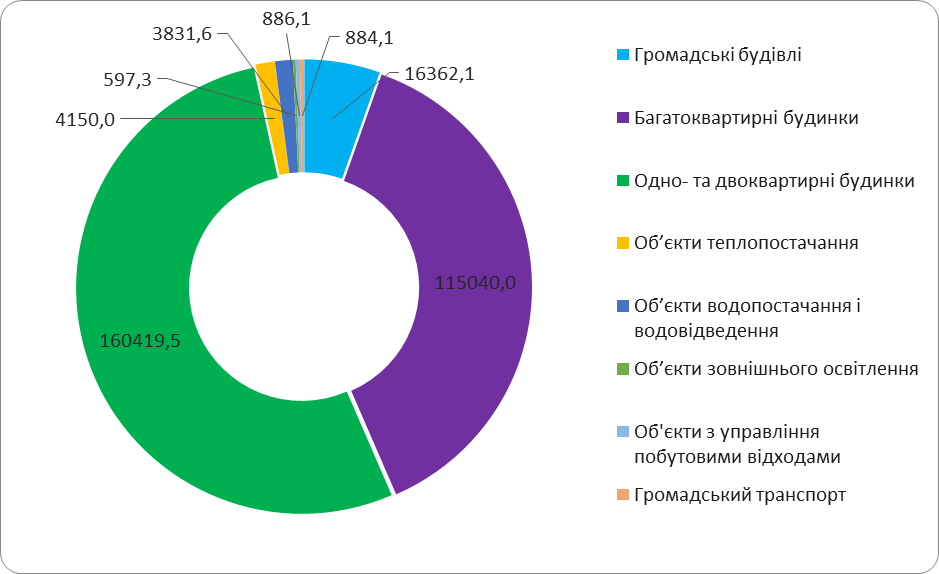 886,1
3831,6
884,1
597,3
16362,1
4150,0
115040,0
160419,5
Громадські будівлі
Багатоквартирні будинки
Одно- та двоквартирні будинки
Об’єкти теплопостачання
Об’єкти водопостачання і
водовідведення
Об’єкти зовнішнього освітлення
Об'єкти з управління
побутовими відходами
Громадський транспорт